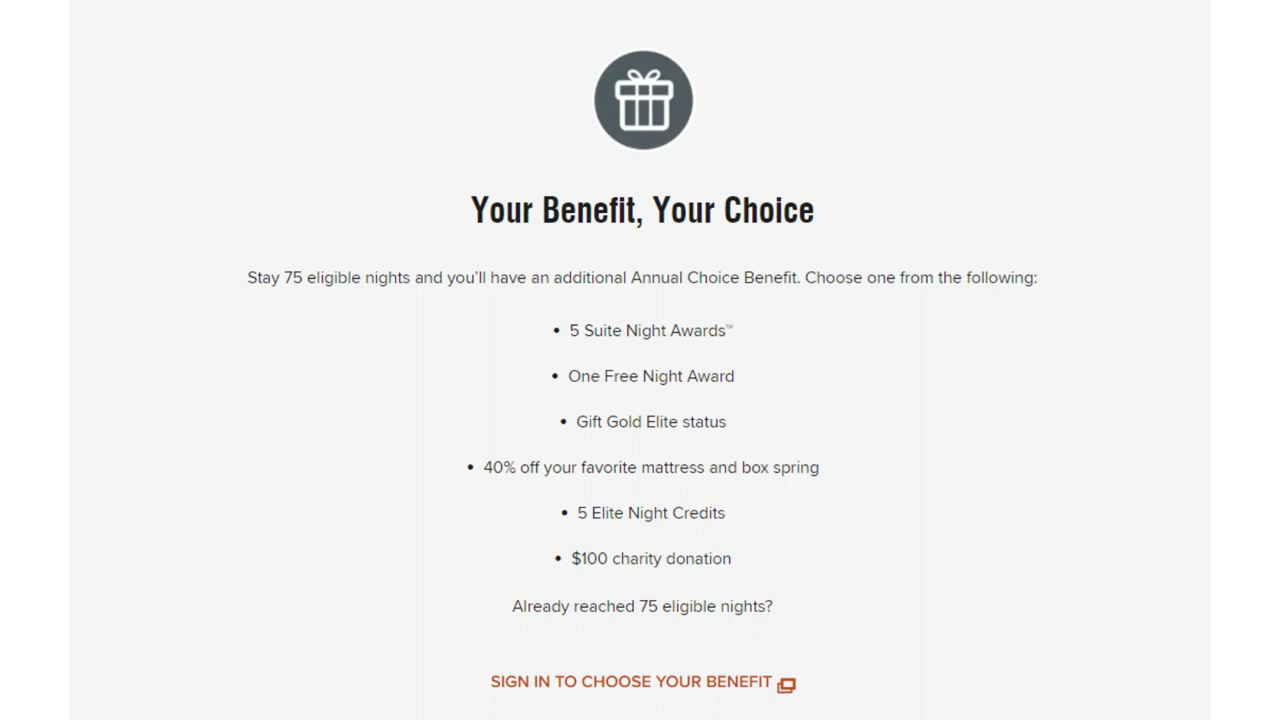 Your Benefit, Your Choice
Stay 75 eligible nights and you'll have an additional Annual Choice Benefit. Choose one from the following:
• 5 Suite Night Awards™
• One Free Night Award
• Gift Gold Elite status
• 40% off your favorite mattress and box spring
• 5 Elite Night Credits
• $100 charity donation
Already reached 75 eligible nights?
SIGN IN TO CHOOSE YOUR BENEFIT